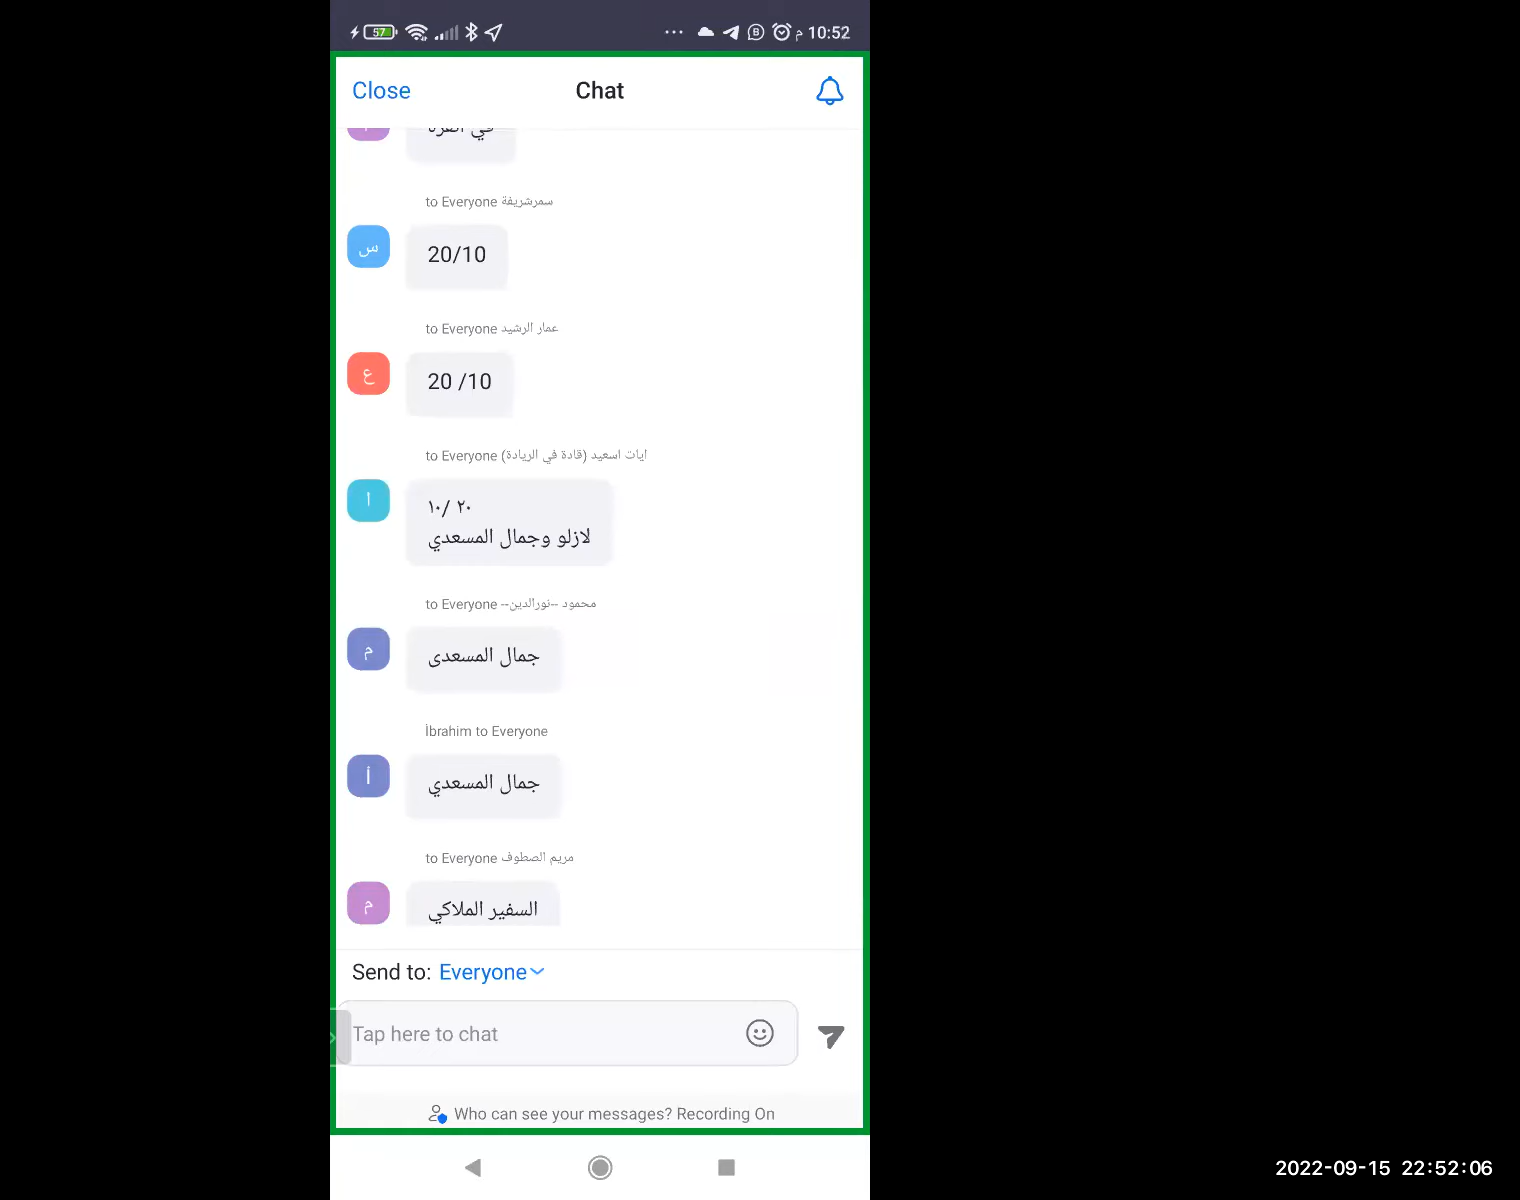 57
م 10:52
Close
Chat
to Everyone سمرشريفة
س
20/10
to Everyone عمار الرشيد
ع
20 /10
to Everyone ايات اسعيد (قادة في الريادة)
ا
٢٠ /١٠
لازلو وجمال المسعدي
to Everyone محمود --نورالدين--
م
جمال المسعدى
İbrahim to Everyone
İ
جمال المسعدي
to Everyone مريم الصطوف
م
السفير الملاكي
Send to: Everyone
Tap here to chat
Who can see your messages? Recording On
2022-09-15 22:52:06